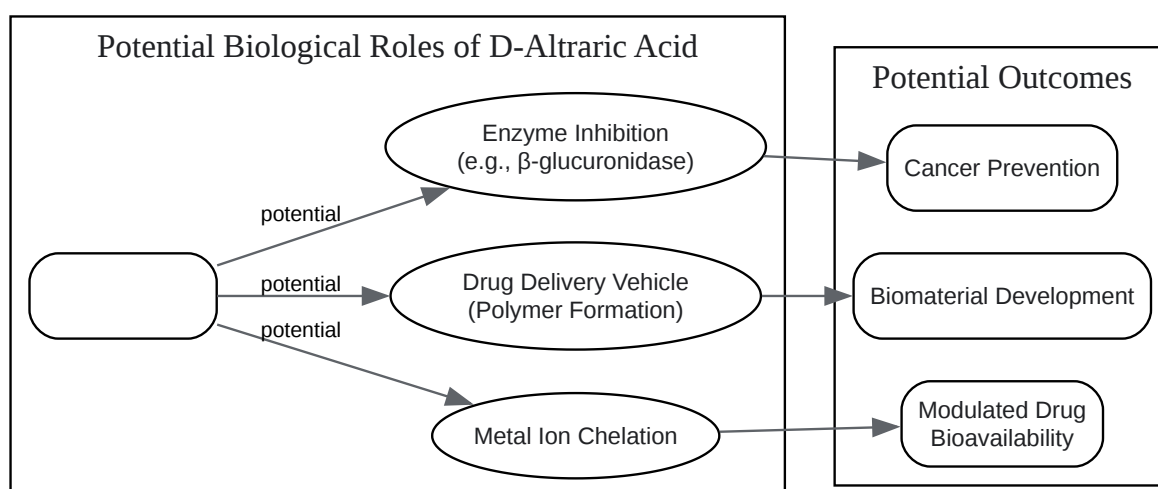 Potential Biological Roles of D-Altraric Acid
Potential Outcomes
Enzyme Inhibition
(e.g., β-glucuronidase)
Cancer Prevention
potential
potential
Drug Delivery Vehicle
(Polymer Formation)
Biomaterial Development
potential
Metal Ion Chelation
Modulated Drug
Bioavailability